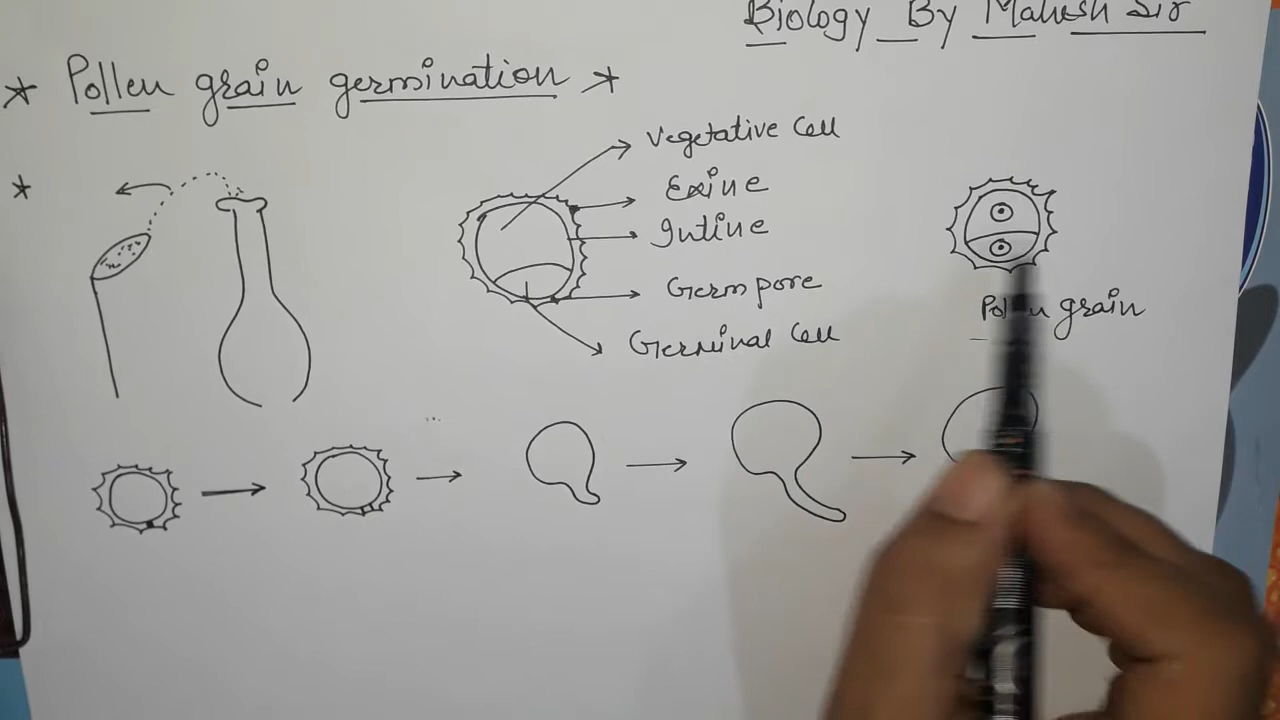 Biology By Mahesh Sir
* Pollen grain germination *
*
Vegetative Cell
Exine
Intine
Germ pore
Germinal Cell
grain